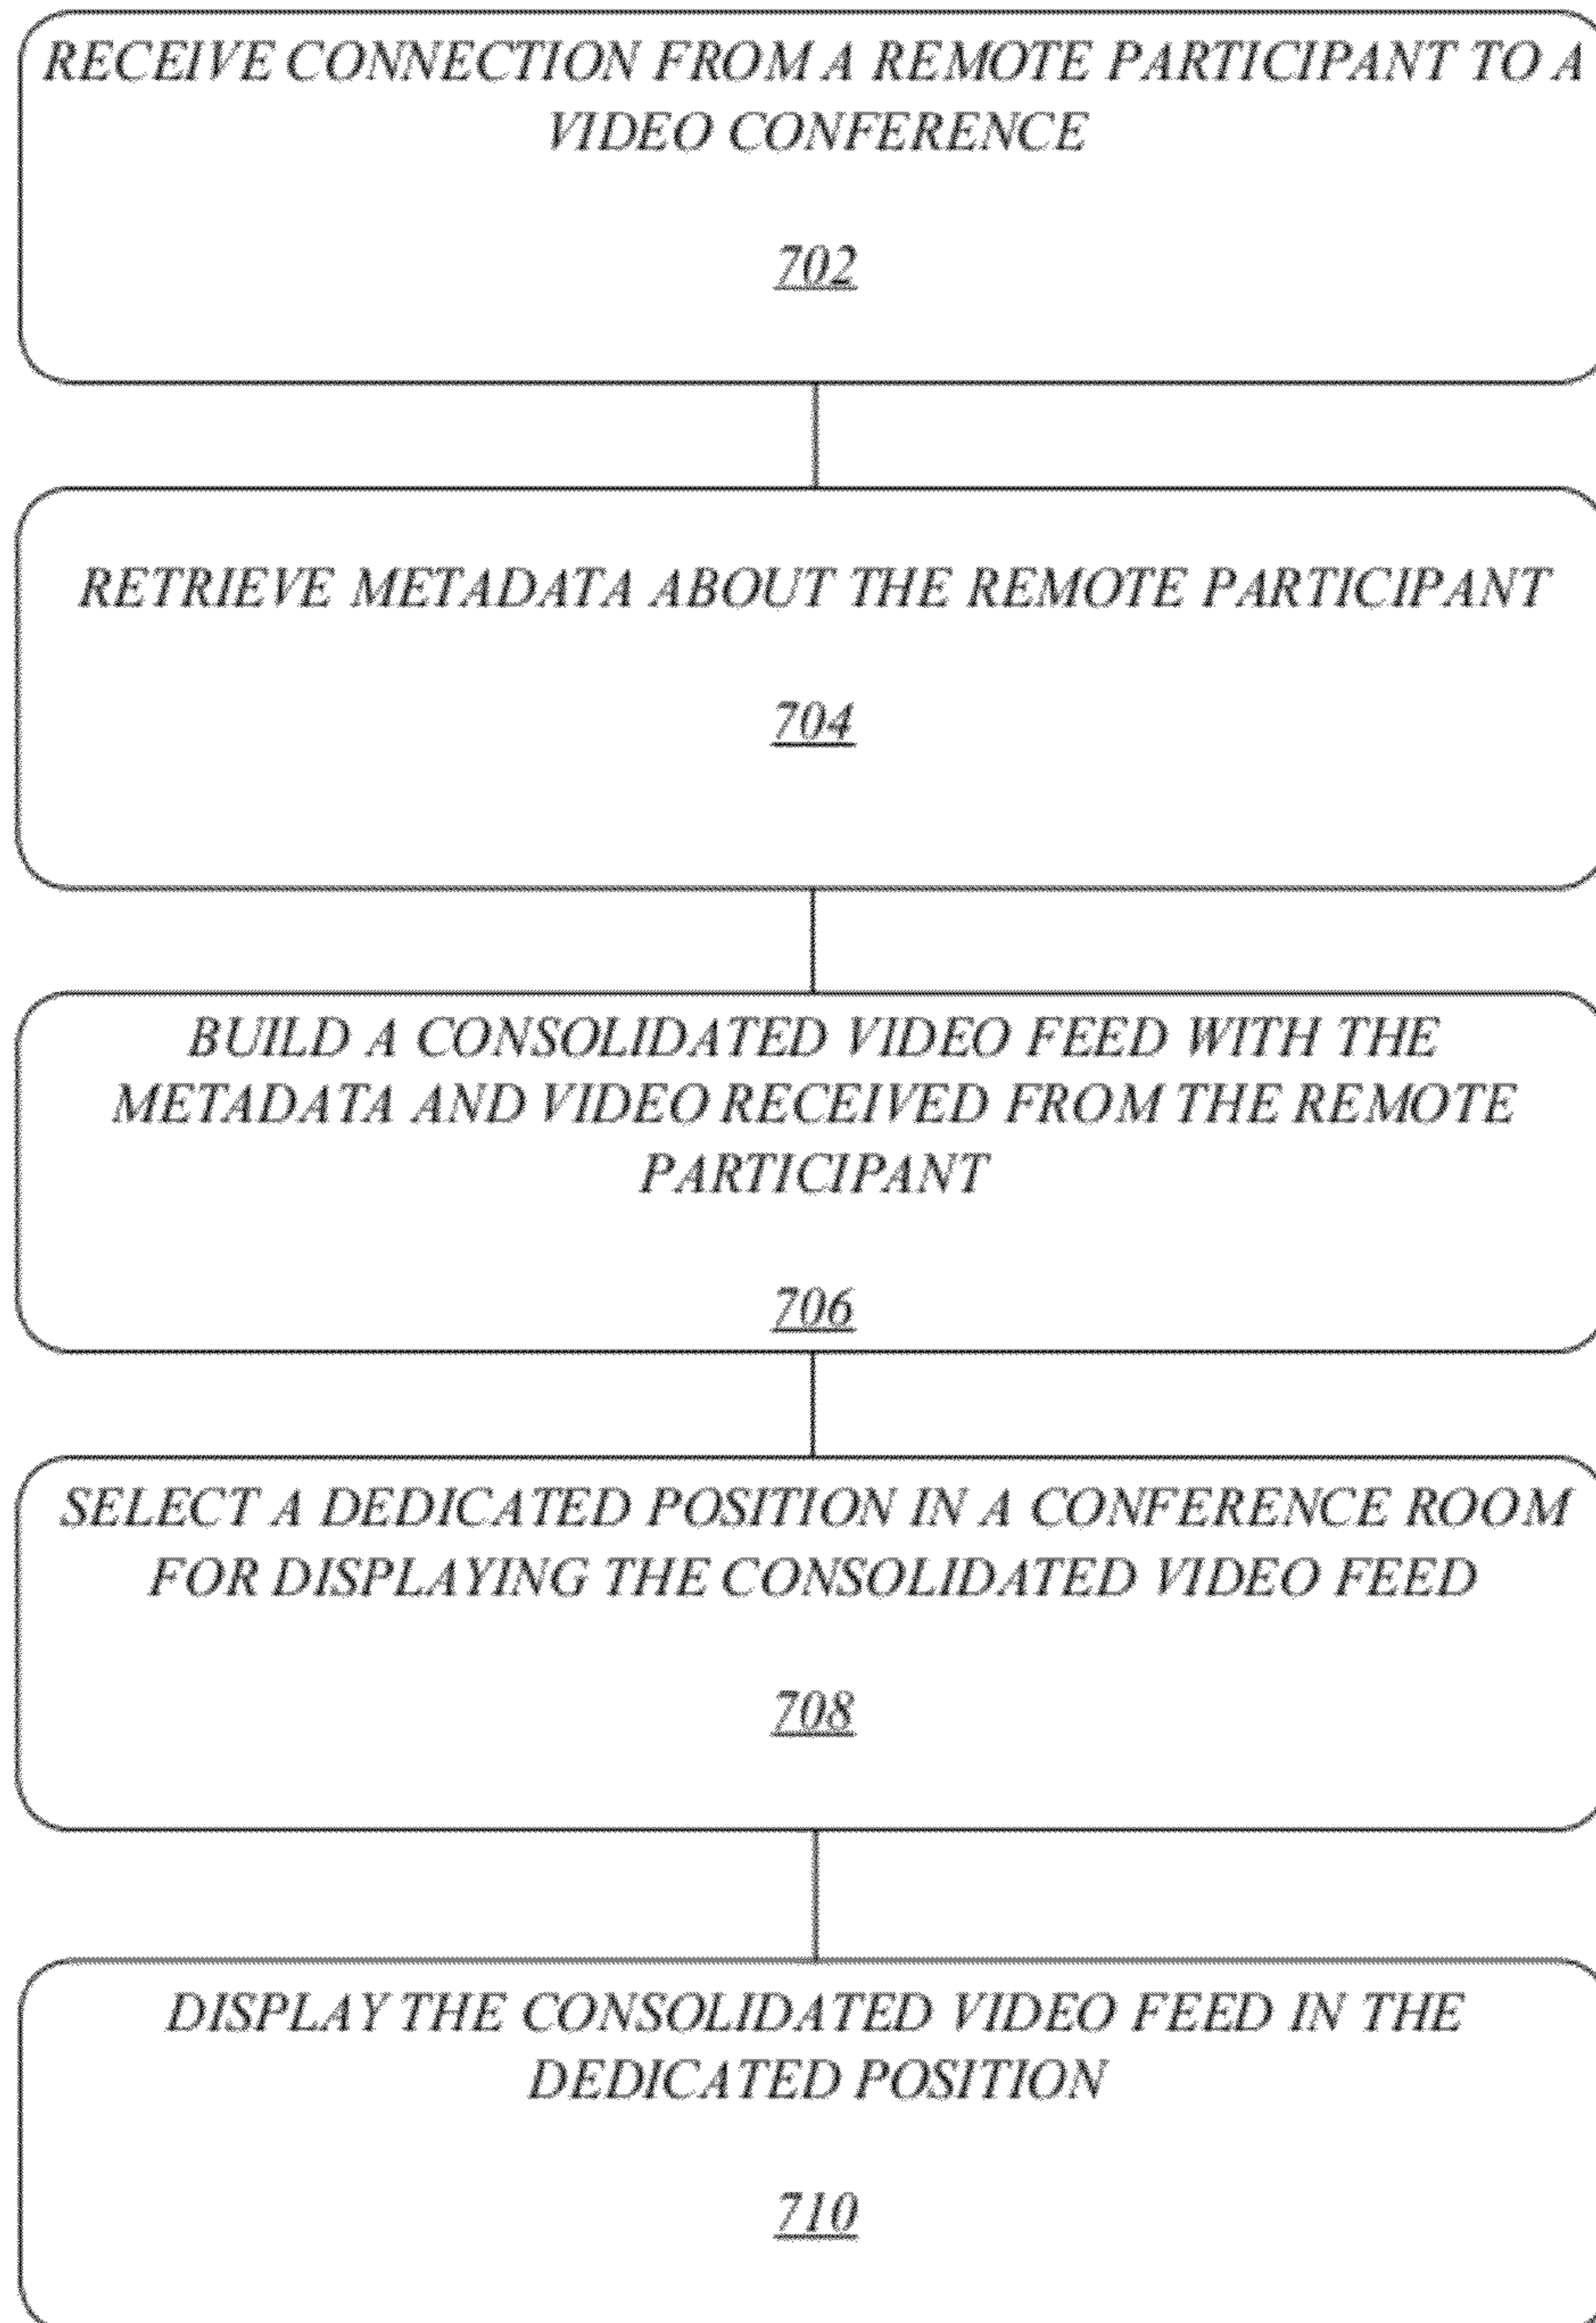 RECEIVE CONNECTION FROM A REMOTE PARTICIPANT TO A
VIDEO CONFERENCE
702
RETRIEVE METADATA ABOUT THE REMOTE PARTICIPANT
704
BUILD A CONSOLIDATED VIDEO FEED WITH THE
METADATA AND VIDEO RECEIVED FROM THE REMOTE
PARTICIPANT
706
SELECT A DEDICATED POSITION IN A CONFERENCE ROOM
FOR DISPLAYING THE CONSOLIDATED VIDEO FEED
708
DISPLAY THE CONSOLIDATED VIDEO FEED IN THE
DEDICATED POSITION
710